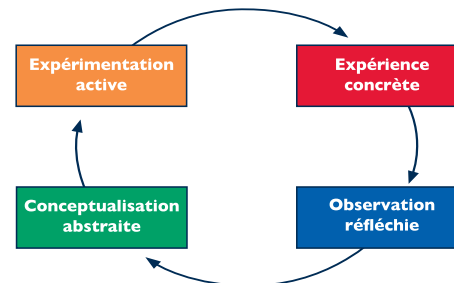 Expérimentation
active
Expérience
concrète
Conceptualisation
abstraite
Observation
réfléchie